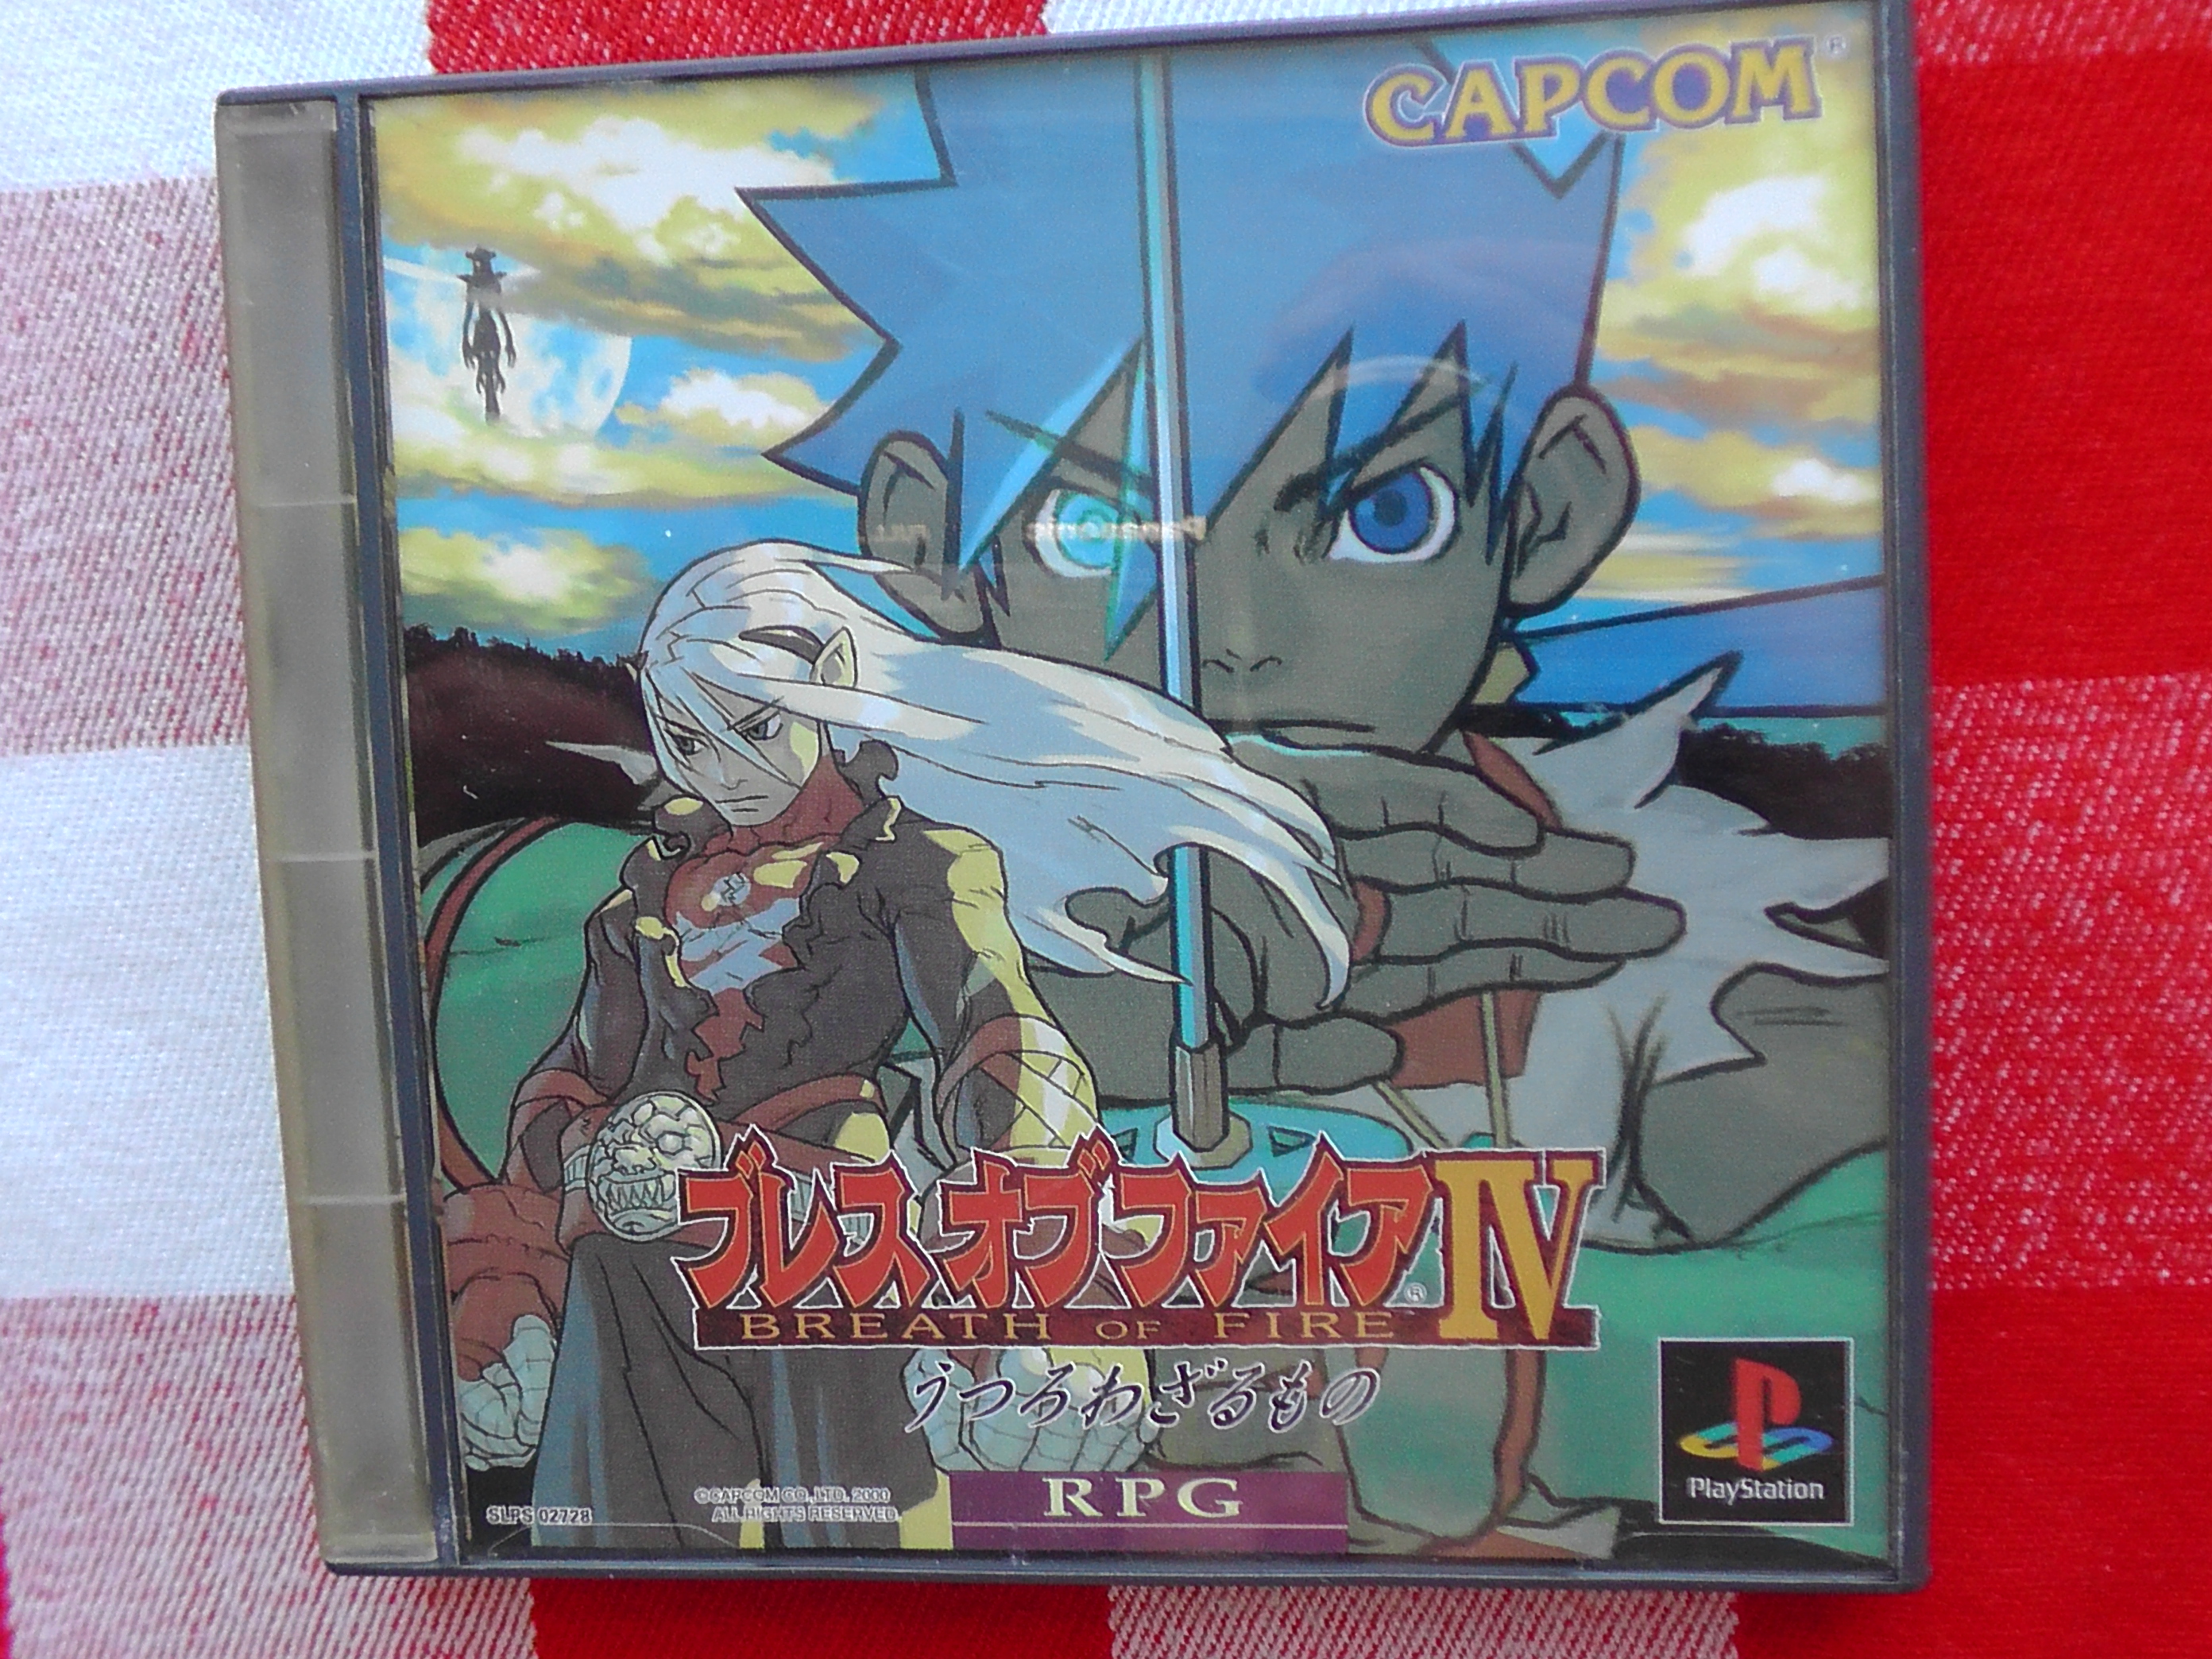 CAPCOM®
ブレス オブ ファイア® IV
BREATH OF FIRE
うつろわざるもの
RPG
PlayStation
SLPS 02728
©CAPCOM CO.,LTD. 2000
ALL RIGHTS RESERVED.